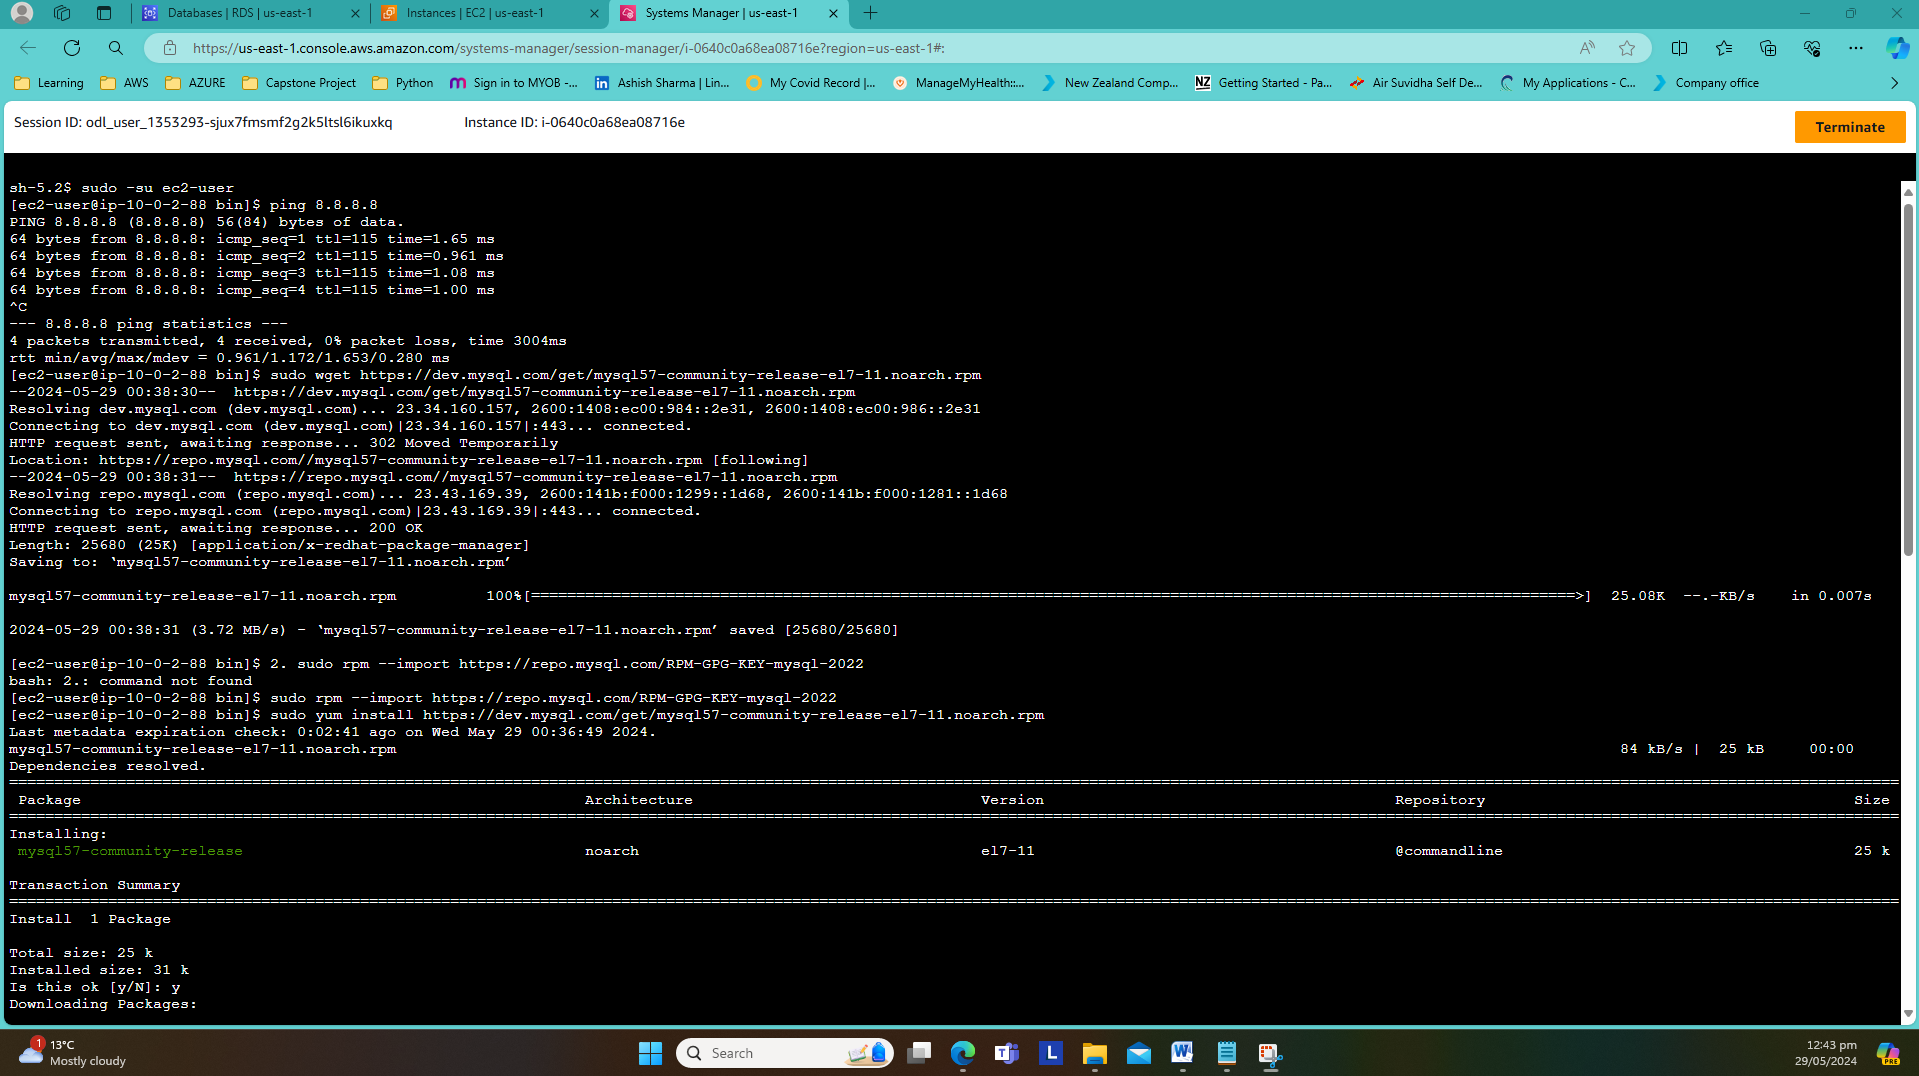 Databases | RDS | us-east-1
Instances | EC2 | us-east-1
Systems Manager | us-east-1
https://us-east-1.console.aws.amazon.com/systems-manager/session-manager/i-0640c0a68ea08716e?region=us-east-1#:
Learning
AWS
AZURE
Capstone Project
Python
Sign in to MYOB -...
Ashish Sharma | Lin...
My Covid Record |...
ManageMyHealth::...
New Zealand Comp...
NZ
Getting Started - Pa...
Air Suvidha Self De...
My Applications - C...
Company office
Session ID: odl_user_1353293-sjux7fmsmf2g2k5ltsl6ikuxkq
Instance ID: i-0640c0a68ea08716e
Terminate
sh-5.2$ sudo -su ec2-user
[ec2-user@ip-10-0-2-88 bin]$ ping 8.8.8.8
PING 8.8.8.8 (8.8.8.8) 56(84) bytes of data.
64 bytes from 8.8.8.8: icmp_seq=1 ttl=115 time=1.65 ms
64 bytes from 8.8.8.8: icmp_seq=2 ttl=115 time=0.961 ms
64 bytes from 8.8.8.8: icmp_seq=3 ttl=115 time=1.08 ms
64 bytes from 8.8.8.8: icmp_seq=4 ttl=115 time=1.00 ms
^C
--- 8.8.8.8 ping statistics ---
4 packets transmitted, 4 received, 0% packet loss, time 3004ms
rtt min/avg/max/mdev = 0.961/1.172/1.653/0.280 ms
[ec2-user@ip-10-0-2-88 bin]$ sudo wget https://dev.mysql.com/get/mysql57-community-release-el7-11.noarch.rpm
--2024-05-29 00:38:30--  https://dev.mysql.com/get/mysql57-community-release-el7-11.noarch.rpm
Resolving dev.mysql.com (dev.mysql.com)... 23.34.160.157, 2600:1408:ec00:984::2e31, 2600:1408:ec00:986::2e31
Connecting to dev.mysql.com (dev.mysql.com)|23.34.160.157|:443... connected.
HTTP request sent, awaiting response... 302 Moved Temporarily
Location: https://repo.mysql.com//mysql57-community-release-el7-11.noarch.rpm [following]
--2024-05-29 00:38:31--  https://repo.mysql.com//mysql57-community-release-el7-11.noarch.rpm
Resolving repo.mysql.com (repo.mysql.com)... 23.43.169.39, 2600:141b:f000:1299::1d68, 2600:141b:f000:1281::1d68
Connecting to repo.mysql.com (repo.mysql.com)|23.43.169.39|:443... connected.
HTTP request sent, awaiting response... 200 OK
Length: 25680 (25K) [application/x-redhat-package-manager]
Saving to: ‘mysql57-community-release-el7-11.noarch.rpm’
mysql57-community-release-el7-11.noarch.rpm 100%[=====================>] 25.08K --.-KB/s in 0.007s
2024-05-29 00:38:31 (3.72 MB/s) - ‘mysql57-community-release-el7-11.noarch.rpm’ saved [25680/25680]
[ec2-user@ip-10-0-2-88 bin]$ 2. sudo rpm --import https://repo.mysql.com/RPM-GPG-KEY-mysql-2022
bash: 2.: command not found
[ec2-user@ip-10-0-2-88 bin]$ sudo rpm --import https://repo.mysql.com/RPM-GPG-KEY-mysql-2022
[ec2-user@ip-10-0-2-88 bin]$ sudo yum install https://dev.mysql.com/get/mysql57-community-release-el7-11.noarch.rpm
Last metadata expiration check: 0:02:41 ago on Wed May 29 00:36:49 2024.
mysql57-community-release-el7-11.noarch.rpm 84 kB/s | 25 kB 00:00
Dependencies resolved.
Package Architecture Version Repository Size
Installing:
mysql57-community-release noarch el7-11 @commandline 25 k
Transaction Summary
Install  1 Package
Total size: 25 k
Installed size: 31 k
Is this ok [y/N]: y
Downloading Packages:
1
13°C
Mostly cloudy
Search
12:43 pm
29/05/2024
PRE